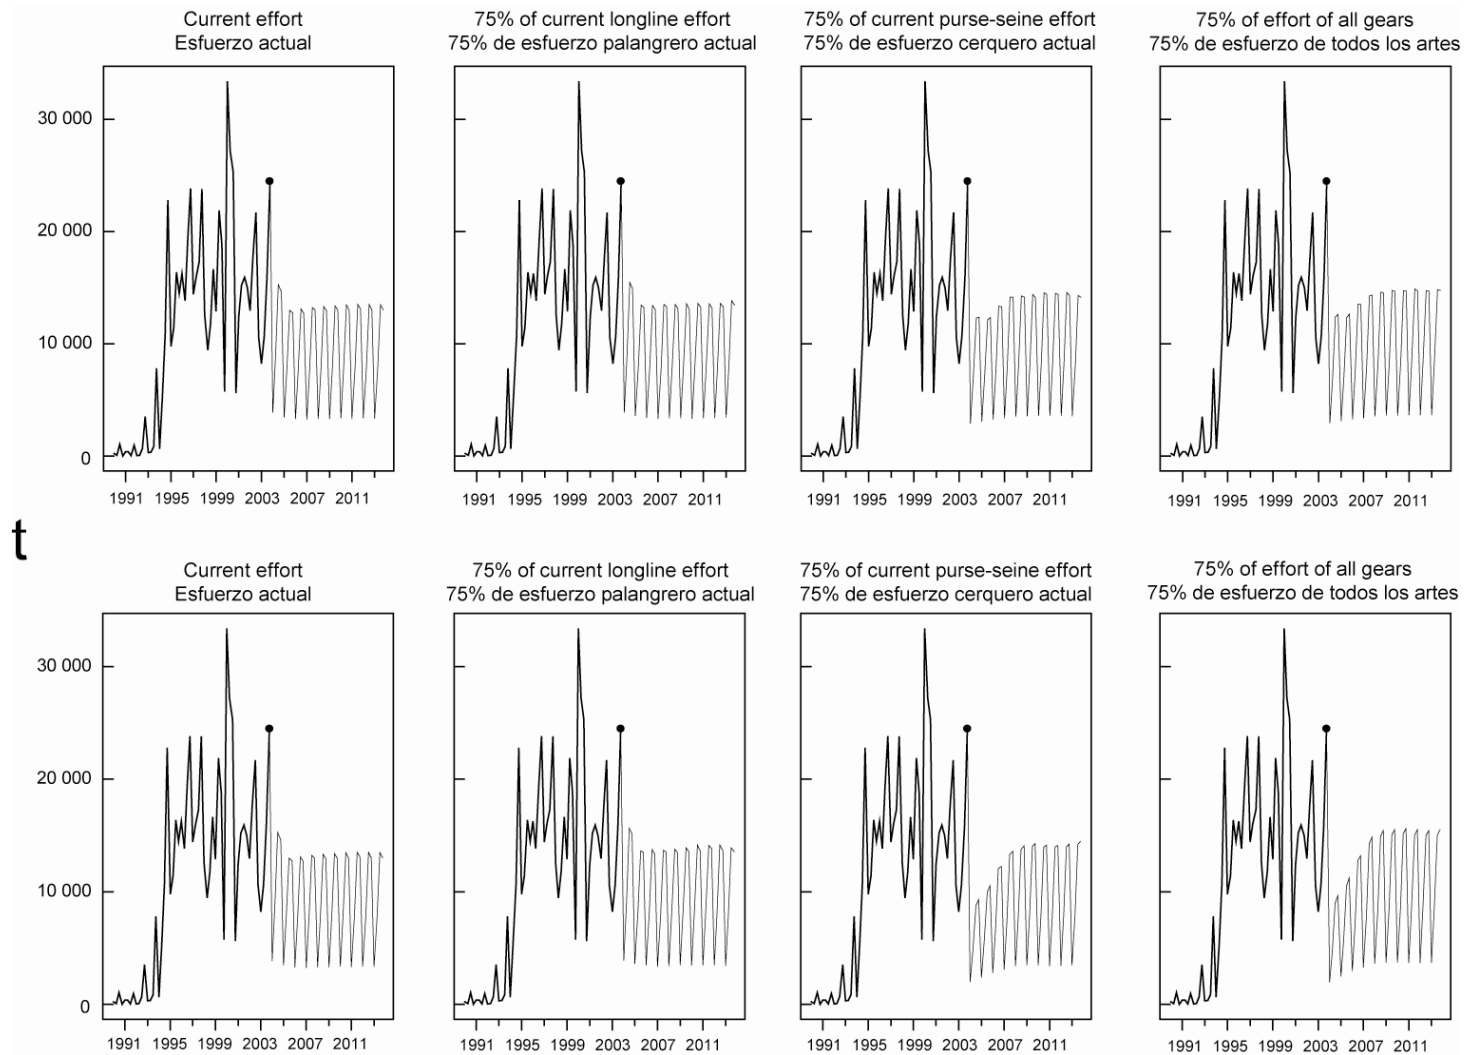 Current effort
Esfuerzo actual
75% of current longline effort
75% de esfuerzo palangrero actual
75% of current purse-seine effort
75% de esfuerzo cerquero actual
75% of effort of all gears
75% de esfuerzo de todos los artes
30 000
20 000
10 000
0
1991 1995 1999 2003 2007 2011
1991 1995 1999 2003 2007 2011
1991 1995 1999 2003 2007 2011
1991 1995 1999 2003 2007 2011
t
Current effort
Esfuerzo actual
75% of current longline effort
75% de esfuerzo palangrero actual
75% of current purse-seine effort
75% de esfuerzo cerquero actual
75% of effort of all gears
75% de esfuerzo de todos los artes
30 000
20 000
10 000
0
1991 1995 1999 2003 2007 2011
1991 1995 1999 2003 2007 2011
1991 1995 1999 2003 2007 2011
1991 1995 1999 2003 2007 2011